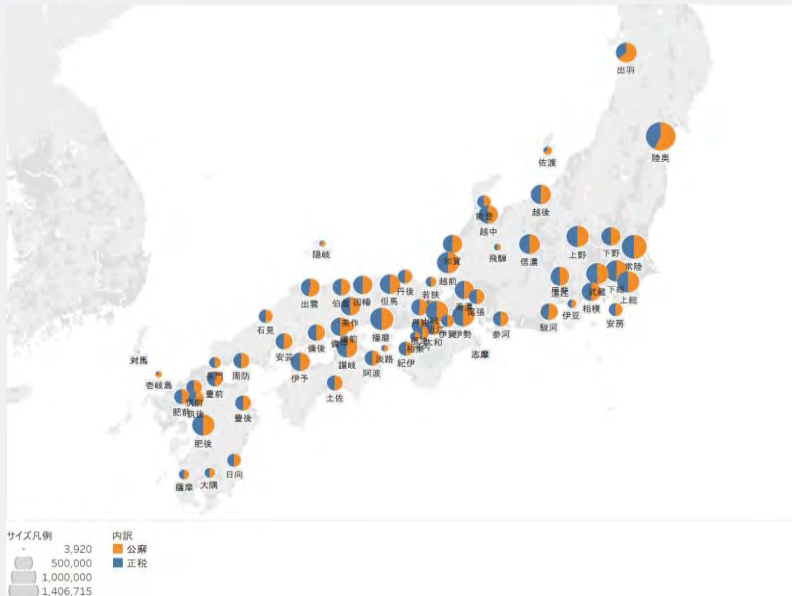 出羽
陸奥
佐渡
越後
能登
越中
飛騨
信濃
上野
下野
常陸
隠岐
加賀
越前
丹後
若狭
出雲
伯耆
因幡
但馬
美作
美濃
尾張
甲斐
武蔵
下総
上総
伊豆
相模
安房
駿河
参河
志摩
伊勢
伊賀
大和
紀伊
石見
安芸
備後
備前
播磨
讃岐
淡路
阿波
伊予
土佐
対馬
壱岐島
長門
周防
豊前
筑前
肥前
筑後
豊後
肥後
日向
薩摩
大隅
サイズ凡例
3,920
500,000
1,000,000
1,406,715
内訳
公廨
正税